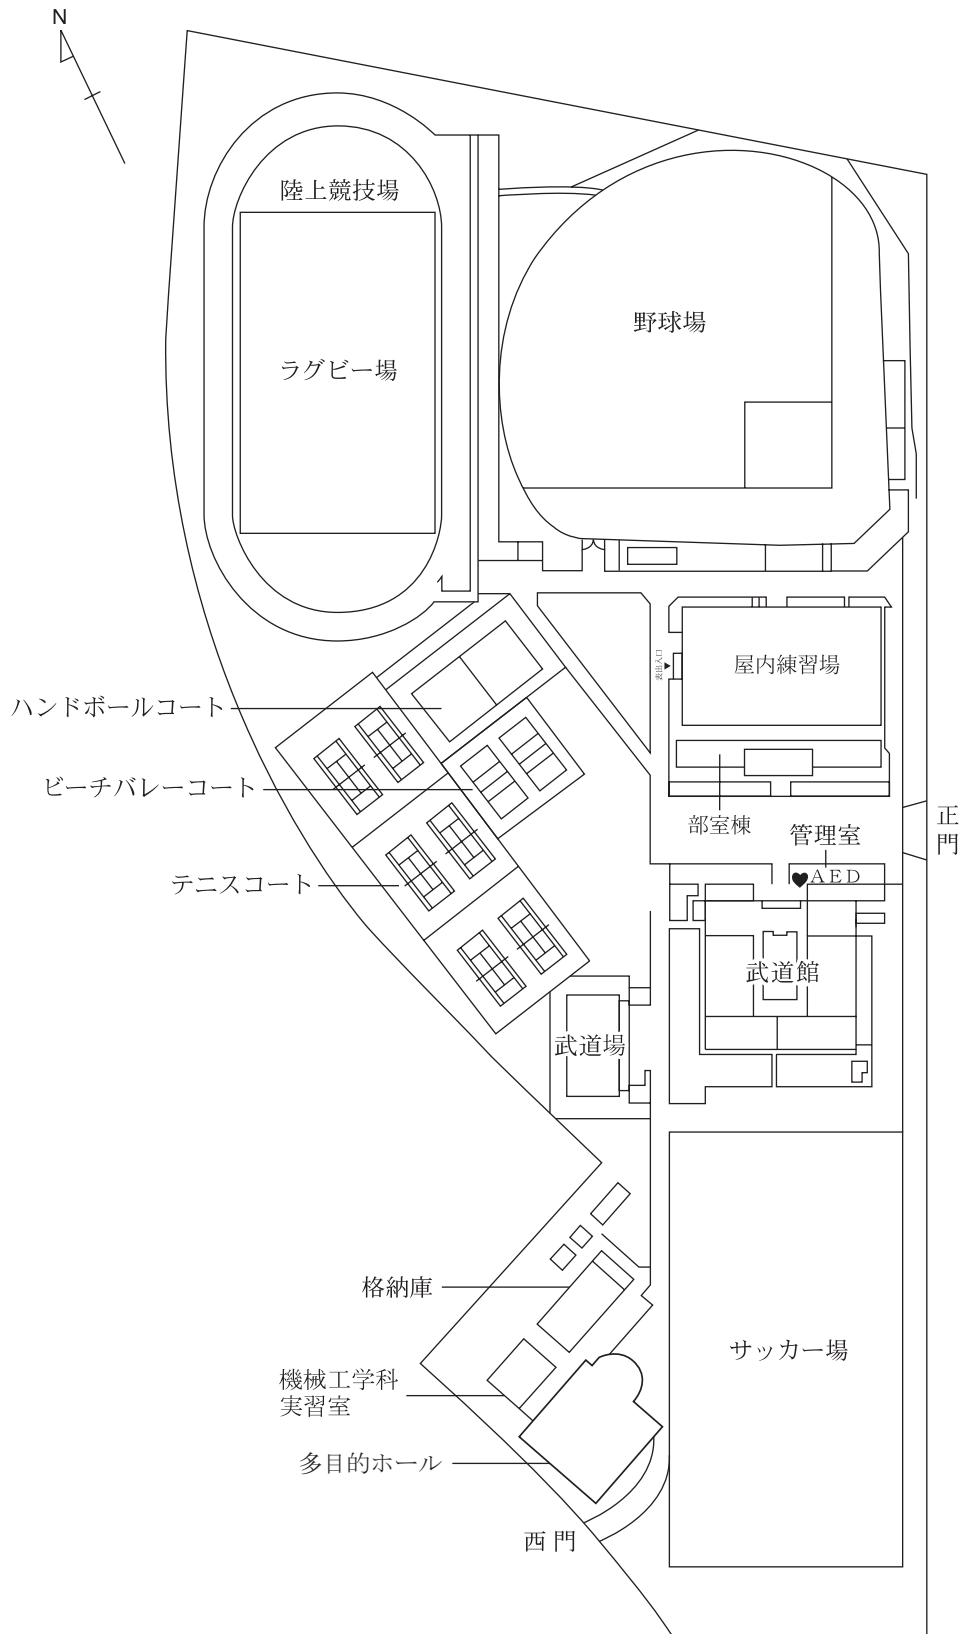 N
陸上競技場
野球場
ラグビー場
屋内練習場
表出入口
ハンドボールコート
ビーチバレーコート
部室棟
管理室
正門
AED
テニスコート
武道館
武道場
格納庫
サッカー場
機械工学科
実習室
多目的ホール
西門